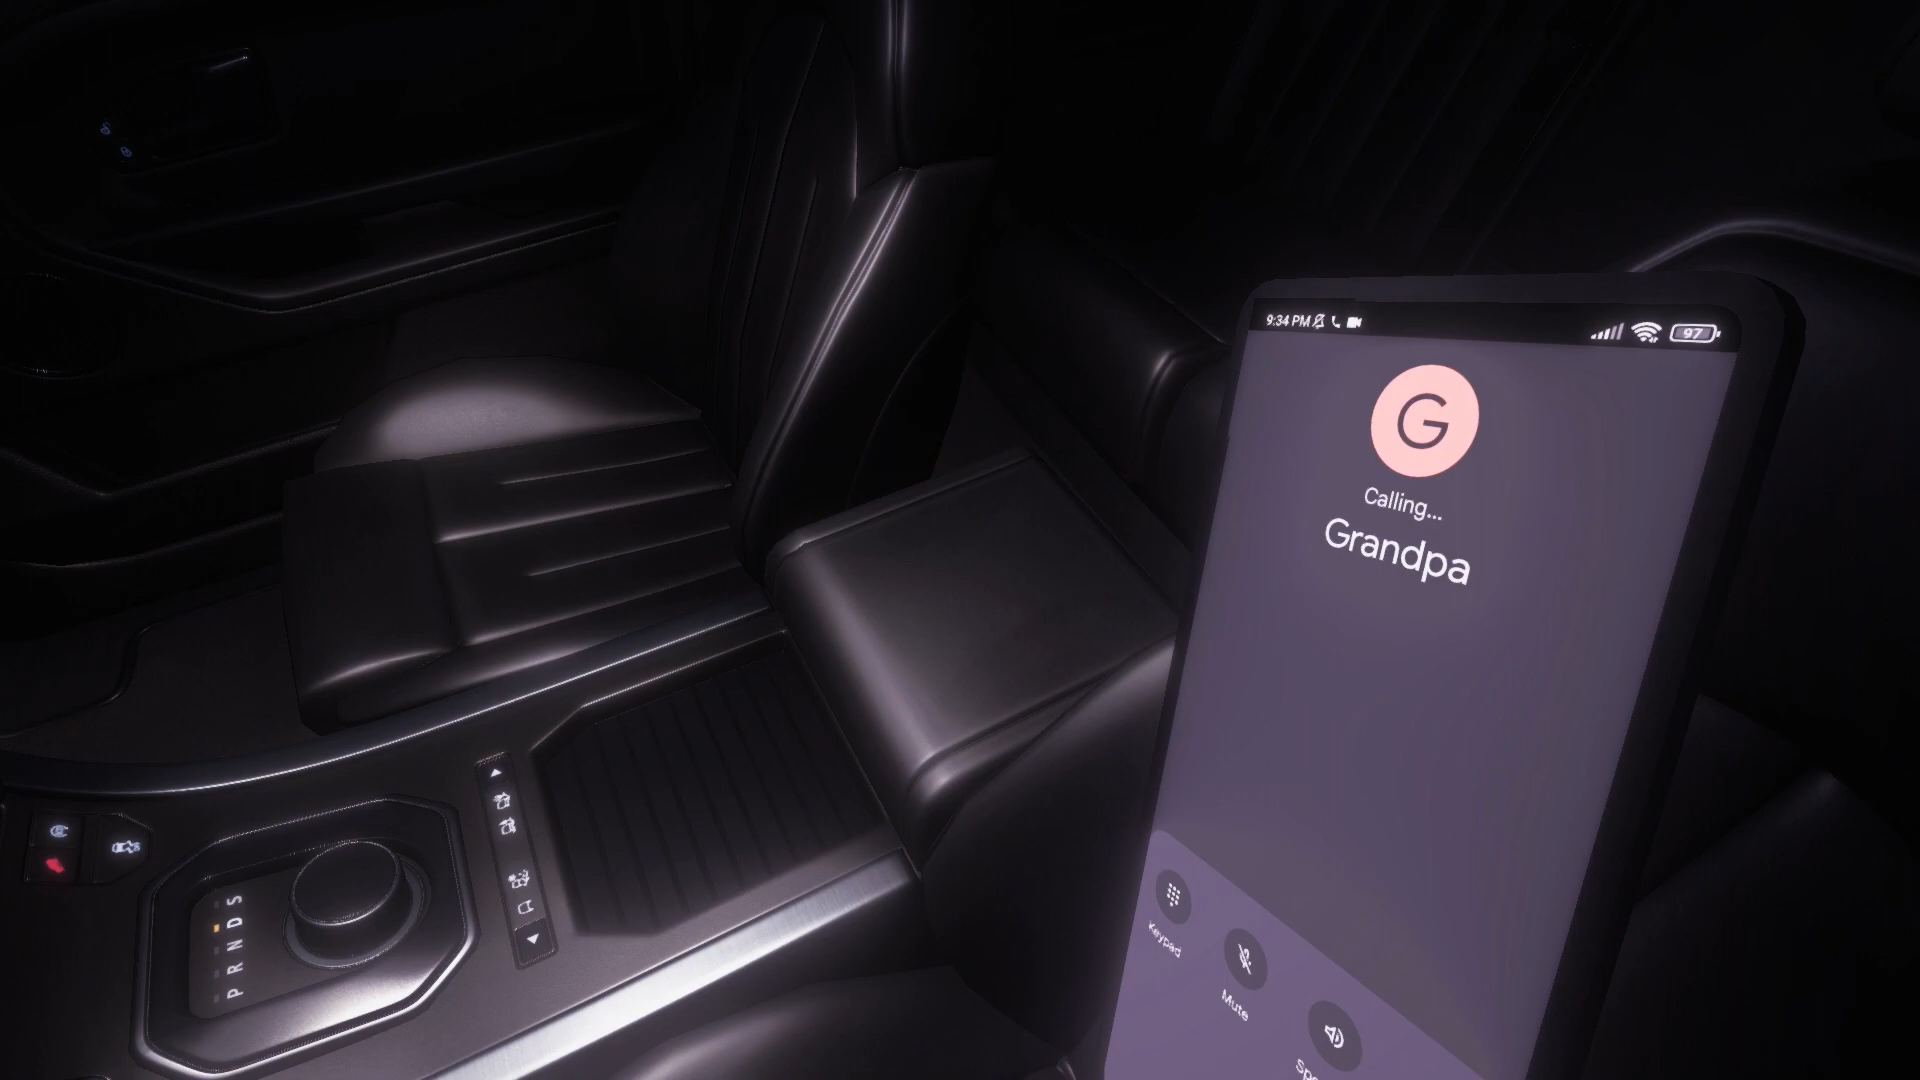 9:34 PM
97
G
Calling...
Grandpa
Keypad
Mute
P R N D S